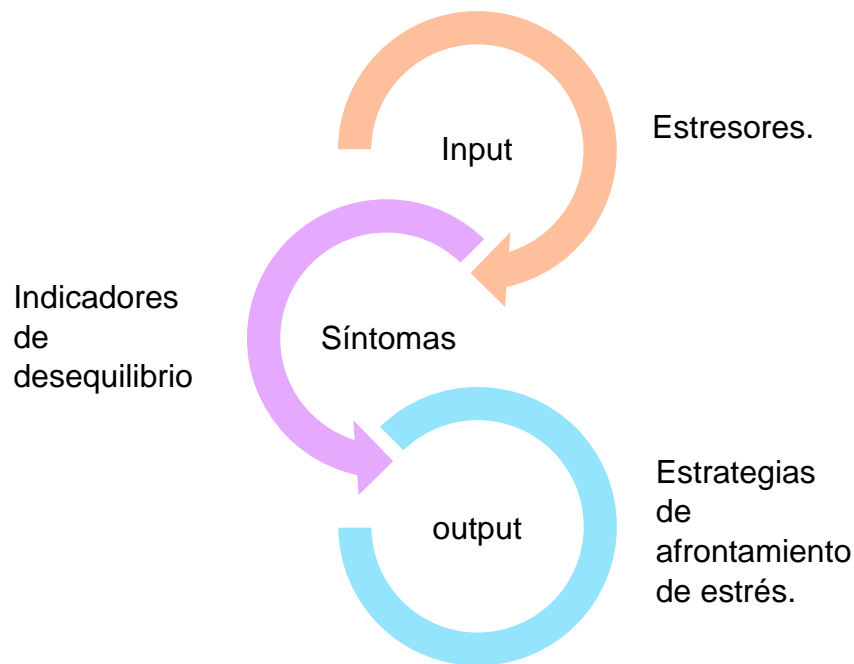 Input
Estresores.
Síntomas
Indicadores
de
desequilibrio
output
Estrategias
de
afrontamiento
de estrés.